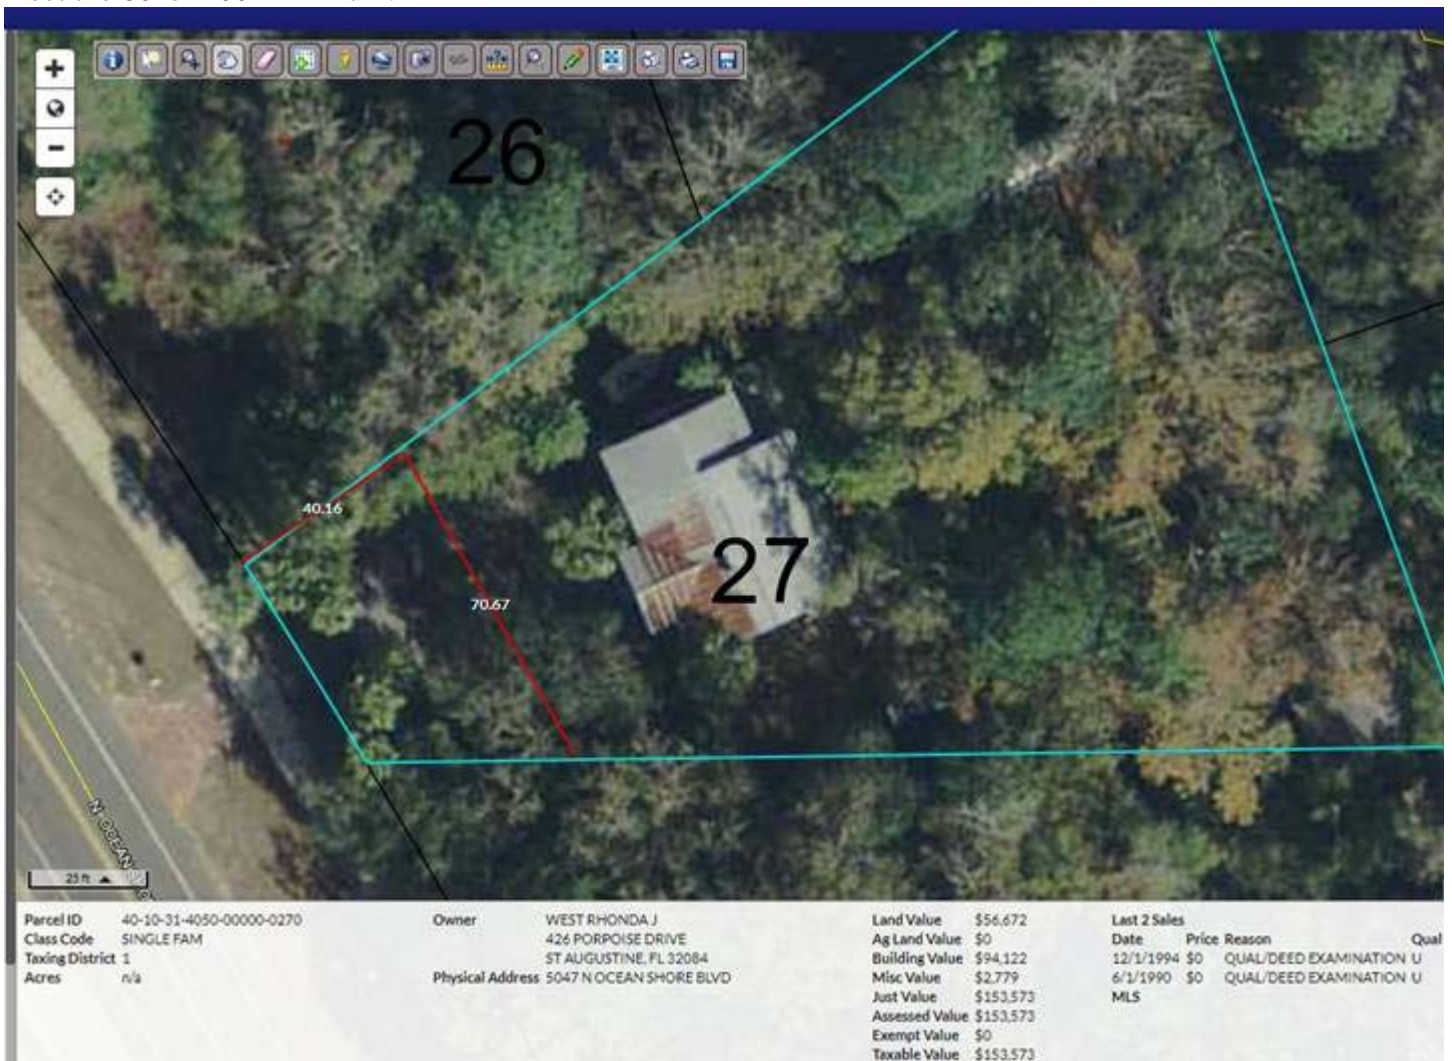 26
40.16
70.67
27
N OCEAN
25 ft
Parcel ID 40-10-31-4050-00000-0270
Class Code SINGLE FAM
Taxing District 1
Acres n/a
Owner WEST RHONDA J
426 PORPOISE DRIVE
ST AUGUSTINE, FL 32084
Physical Address 5047 N OCEAN SHORE BLVD
Land Value $56,672
Ag Land Value $0
Building Value $94,122
Misc Value $2,779
Just Value $153,573
Assessed Value $153,573
Exempt Value $0
Taxable Value $153,573
Last 2 Sales
Date Price Reason Qual
12/1/1994 $0 QUAL/DEED EXAMINATION U
6/1/1990 $0 QUAL/DEED EXAMINATION U
MLS